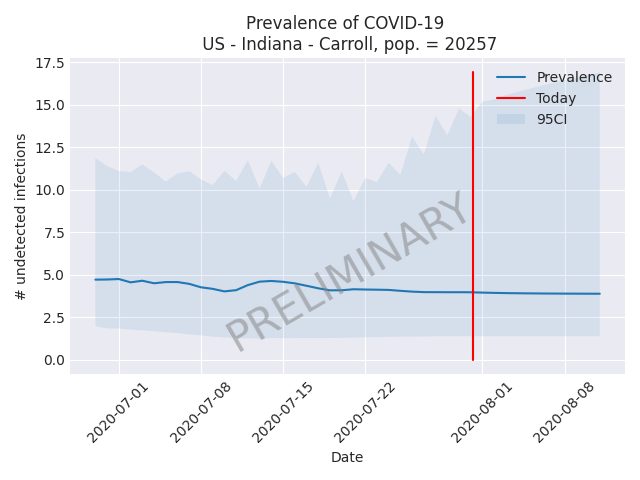 Prevalence of COVID-19
US - Indiana - Carroll, pop. = 20257
17.5
15.0
12.5
10.0
7.5
5.0
2.5
0.0
# undetected infections
Prevalence
Today
95CI
PRELIMINARY
2020-07-01
2020-07-08
2020-07-15
2020-07-22
2020-08-01
2020-08-08
Date